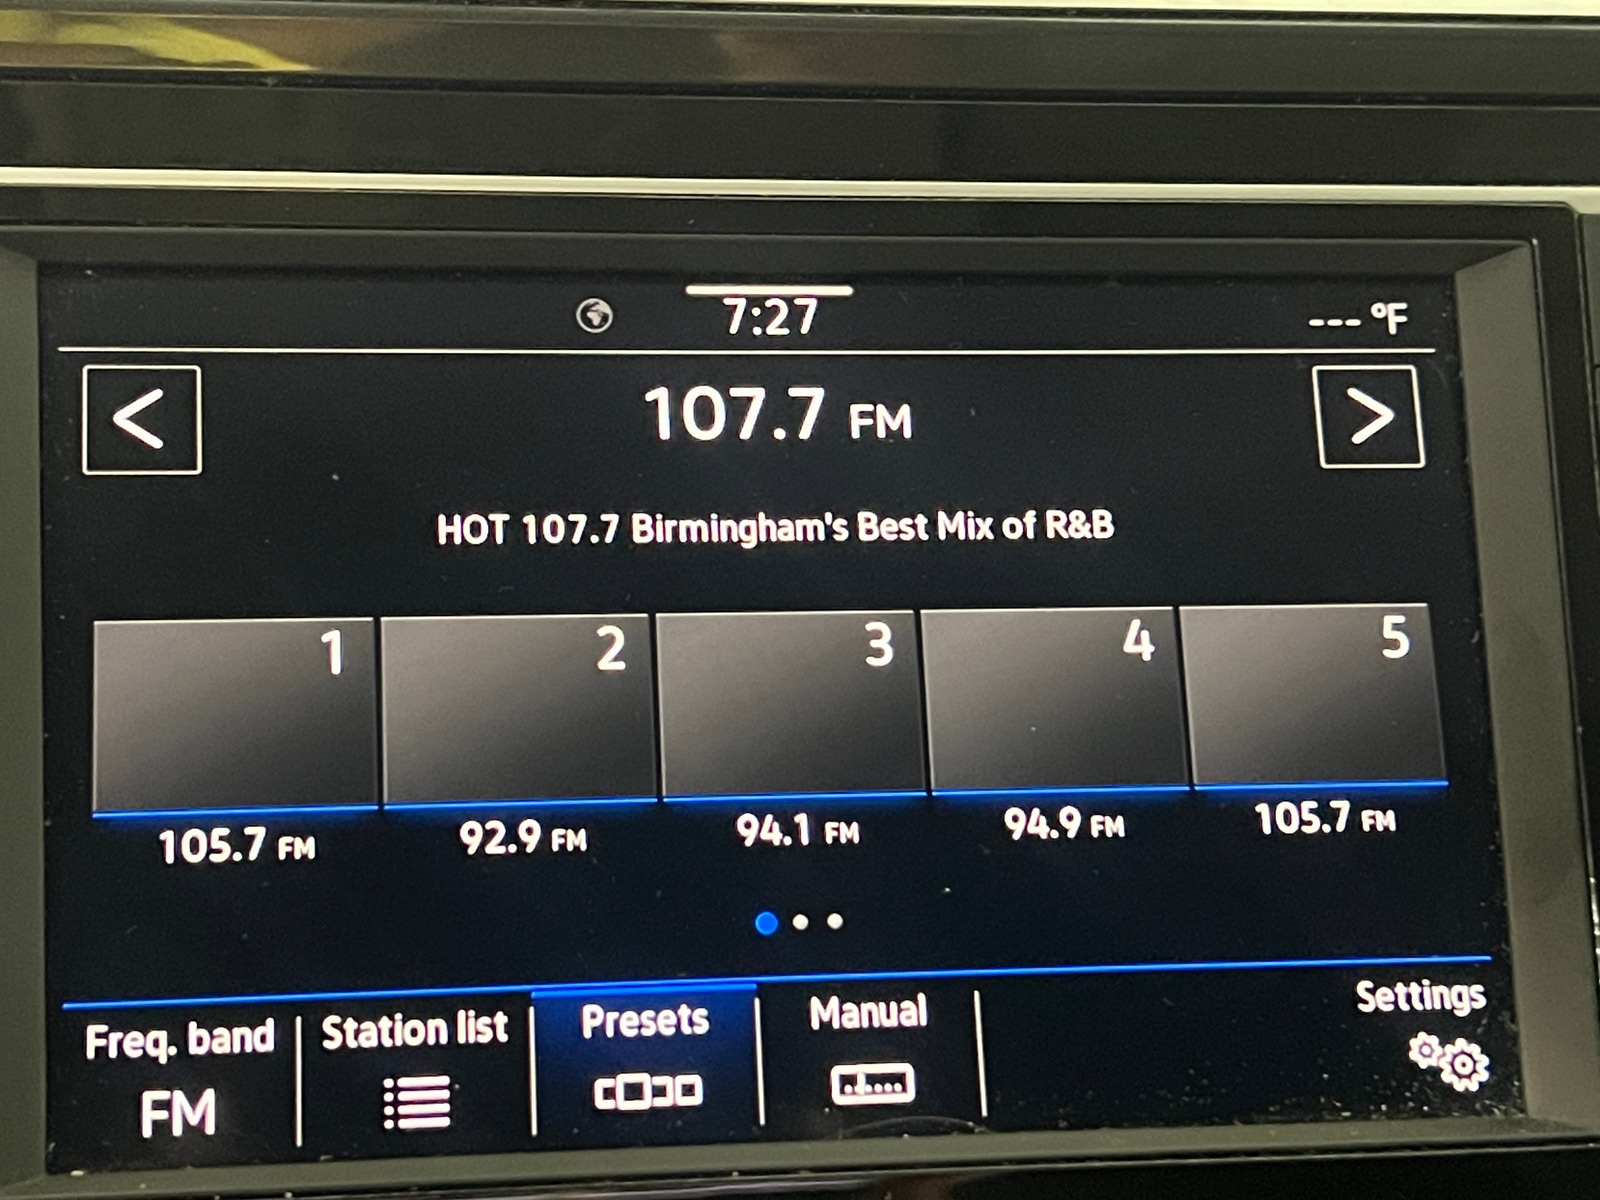 7:27
--- °F
<
107.7 FM
>
HOT 107.7 Birmingham's Best Mix of R&B
1 2 3 4 5
105.7 FM 92.9 FM 94.1 FM 94.9 FM 105.7 FM
Freq. band Station list Presets Manual Settings
FM